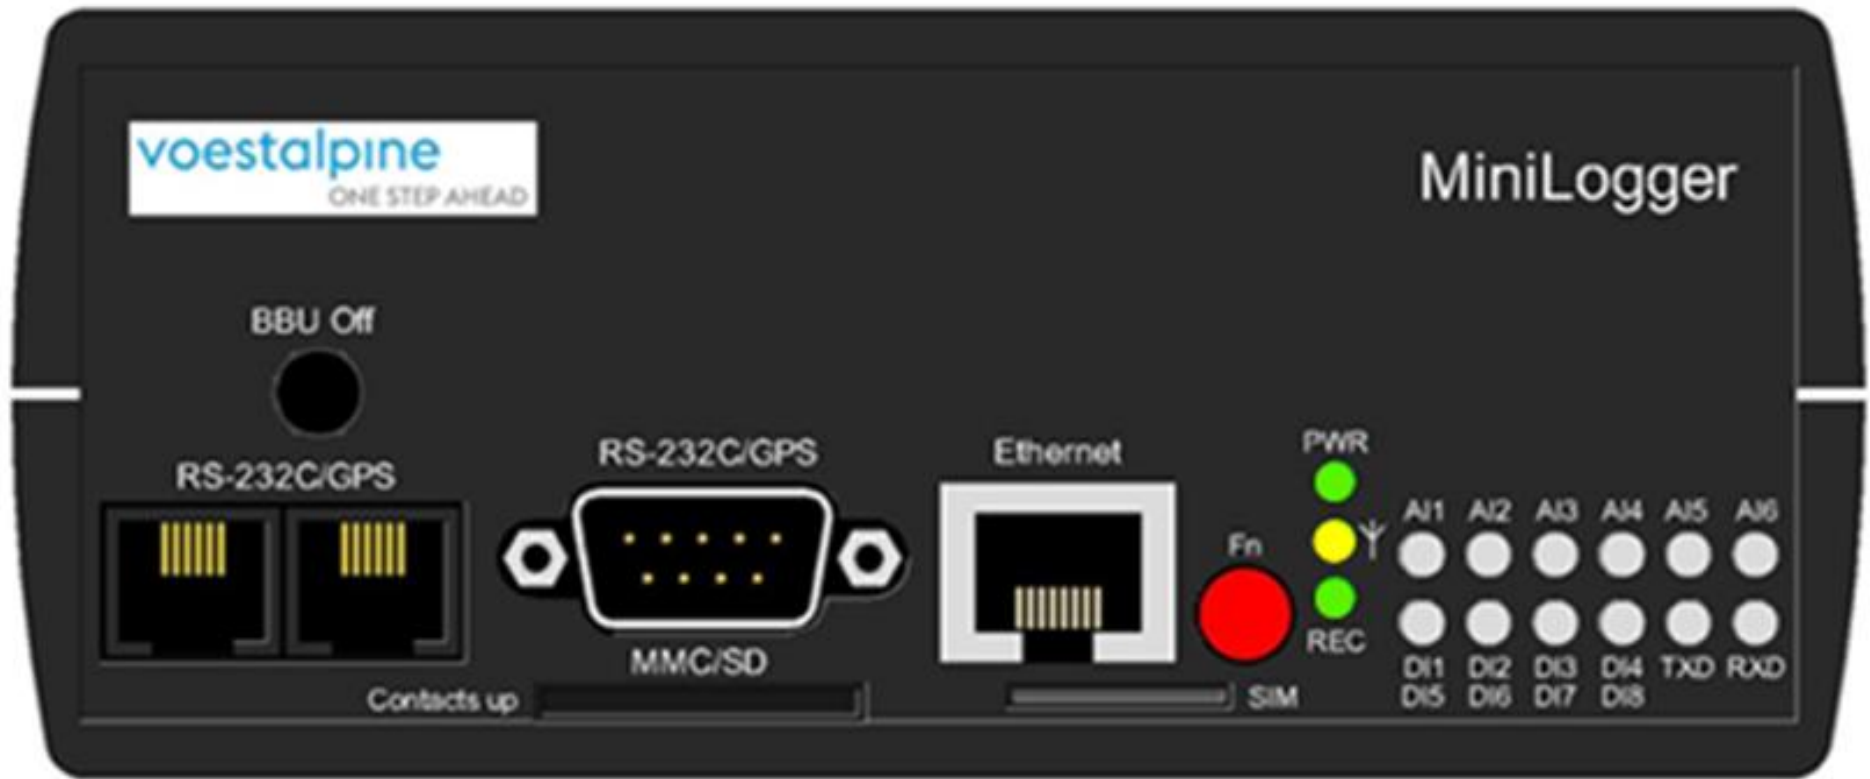 voestalpine
ONE STEP AHEAD
MiniLogger
BBU Off
RS-232C/GPS
RS-232C/GPS
Ethernet
PWR
Fn
AI1 AI2 AI3 AI4 AI5 AI6
REC
MMC/SD
DI1 DI2 DI3 DI4 TXD RXD
DI5 DI6 DI7 DI8
Contacts up
SIM